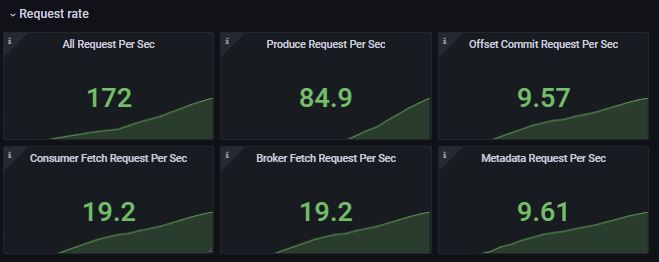 Request rate
All Request Per Sec
172
Produce Request Per Sec
84.9
Offset Commit Request Per Sec
9.57
Consumer Fetch Request Per Sec
19.2
Broker Fetch Request Per Sec
19.2
Metadata Request Per Sec
9.61